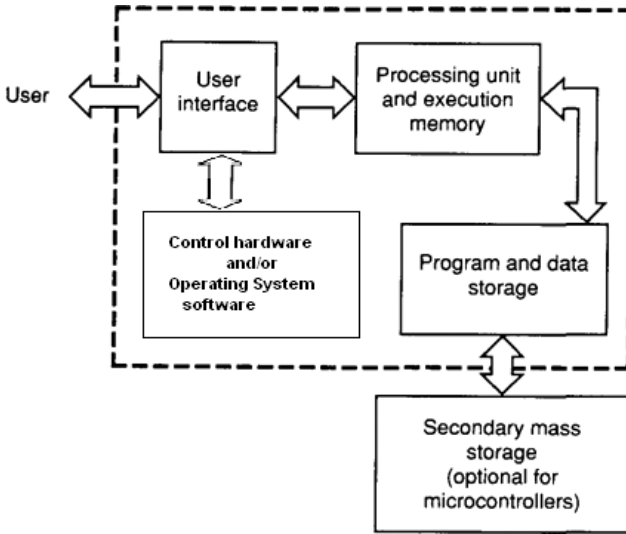 User
User
interface
Processing unit
and execution
memory
Control hardware
and/or
Operating System
software
Program and data
storage
Secondary mass
storage
(optional for
microcontrollers)